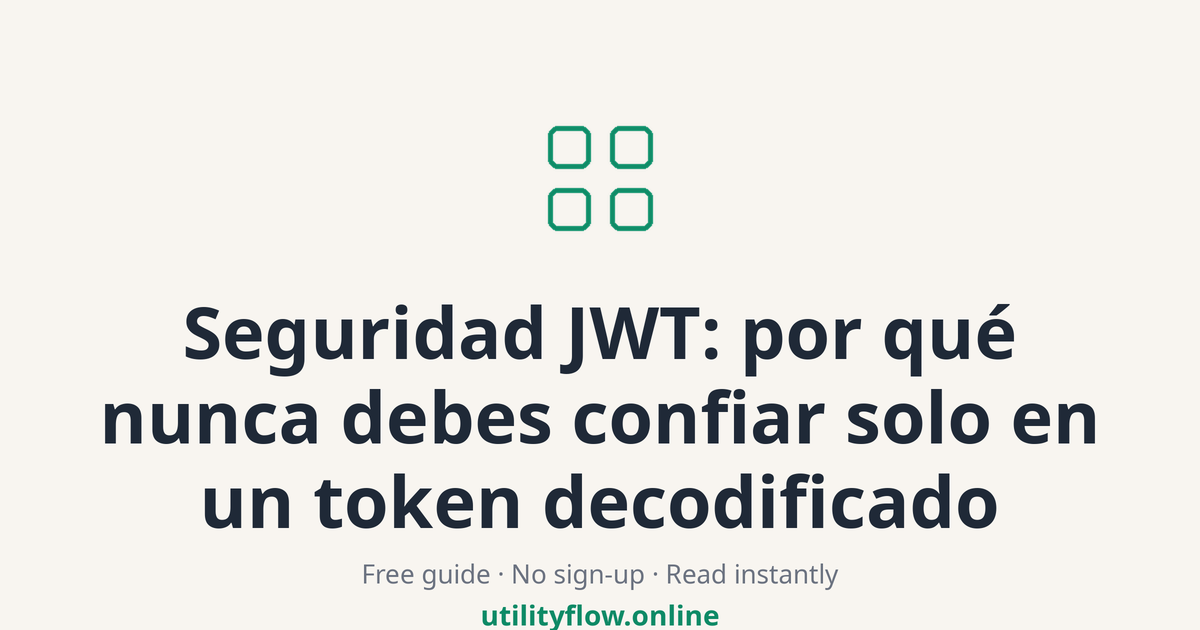 Seguridad JWT: por qué
nunca debes confiar solo en
un token decodificado
Free guide · No sign-up · Read instantly
utilityflow.online